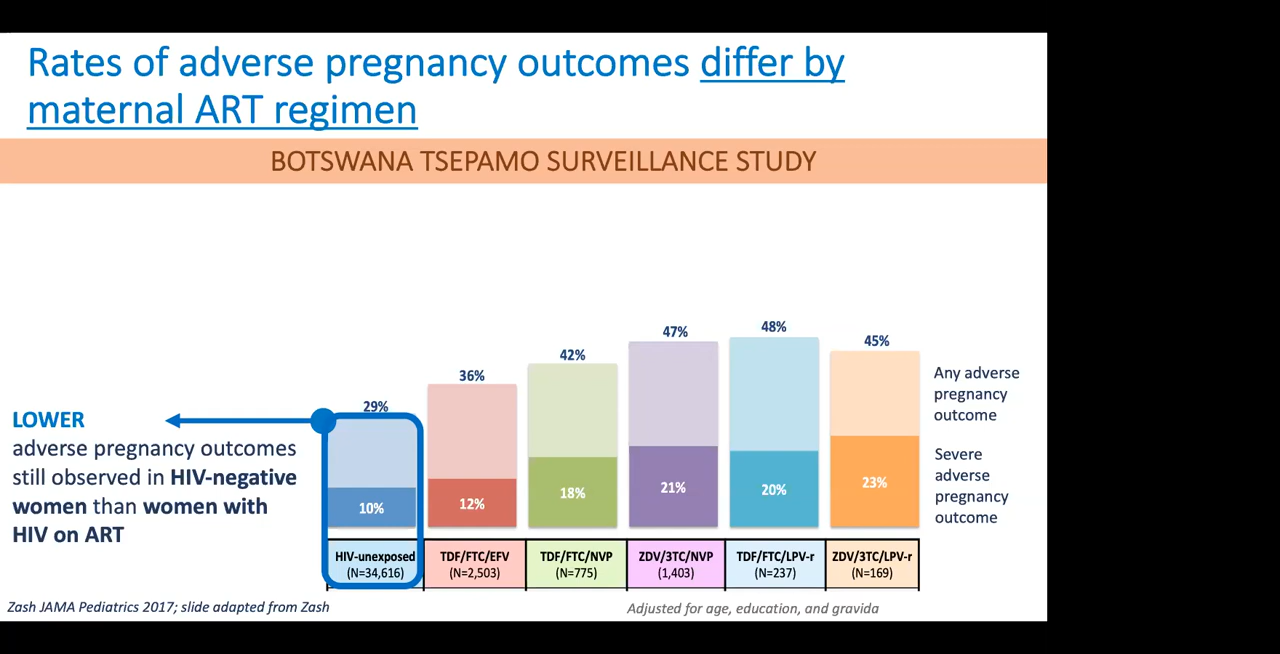 Rates of adverse pregnancy outcomes differ by
maternal ART regimen
BOTSWANA TSEPAMO SURVEILLANCE STUDY
29%
36%
42%
47%
48%
45%
10%
12%
18%
21%
20%
23%
Any adverse
pregnancy
outcome
Severe
adverse
pregnancy
outcome
LOWER
adverse pregnancy outcomes
still observed in HIV-negative
women than women with
HIV on ART
HIV-unexposed
(N=34,616)
TDF/FTC/EFV
(N=2,503)
TDF/FTC/NVP
(N=775)
ZDV/3TC/NVP
(1,403)
TDF/FTC/LPV-r
(N=237)
ZDV/3TC/LPV-r
(N=169)
Zash JAMA Pediatrics 2017; slide adapted from Zash
Adjusted for age, education, and gravida